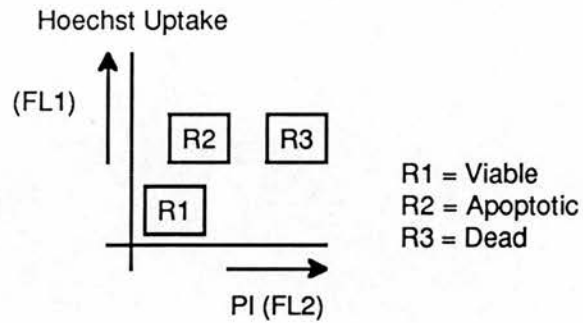 Hoechst Uptake
(FL1)
R2 R3
R1
R1 = Viable
R2 = Apoptotic
R3 = Dead
PI (FL2)